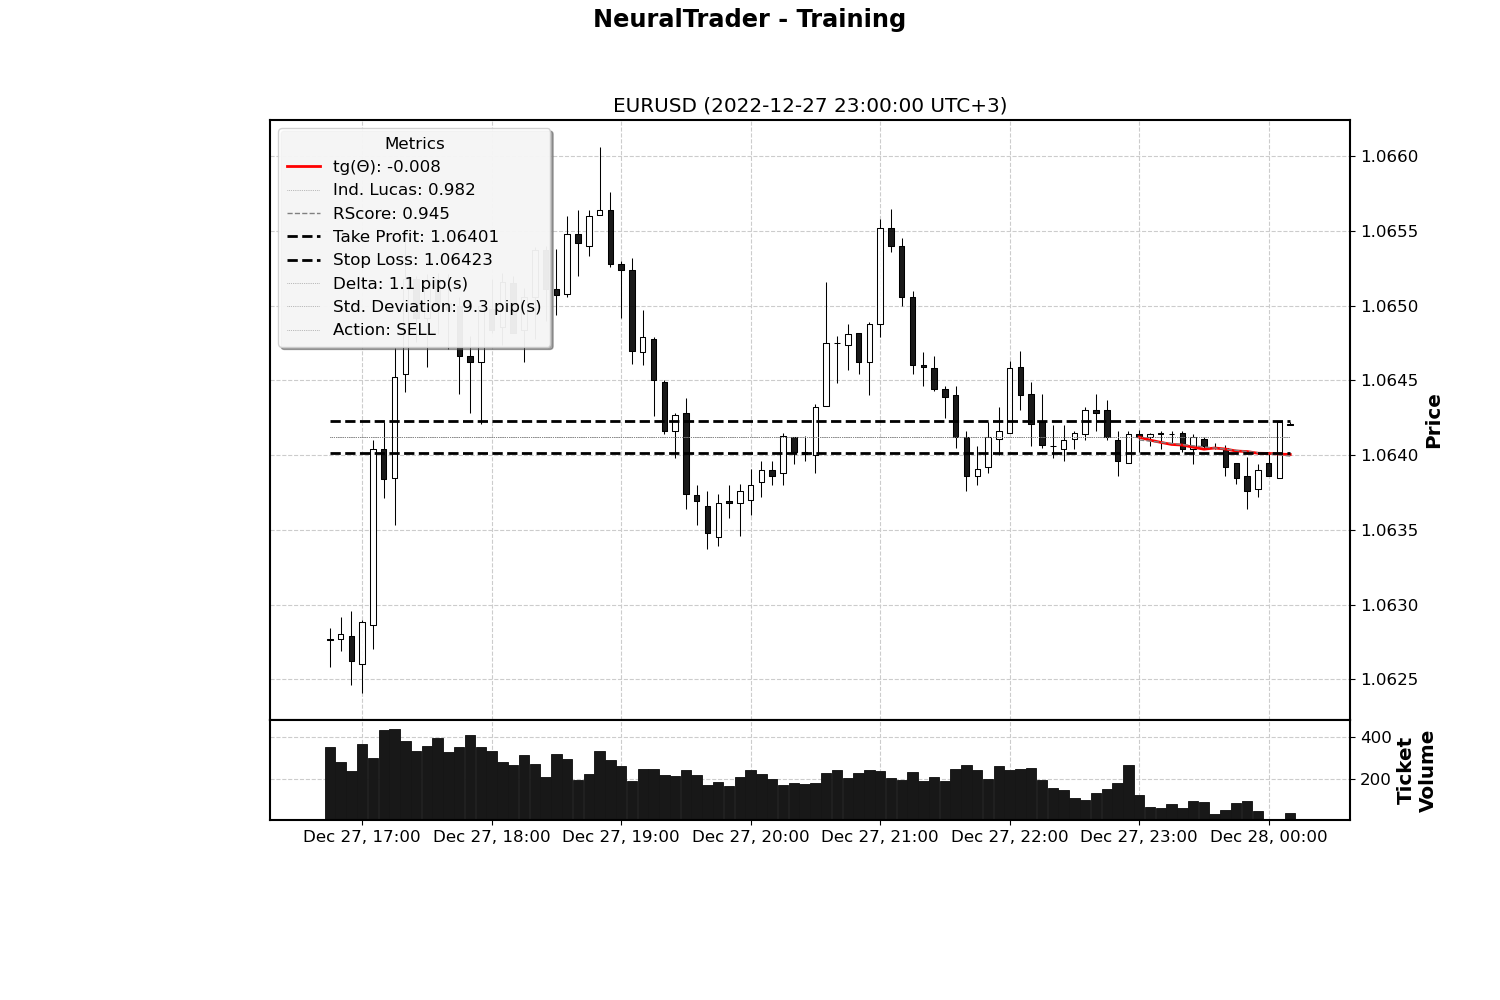 NeuralTrader - Training
EURUSD (2022-12-27 23:00:00 UTC+3)
Metrics
tg(Θ): -0.008
Ind. Lucas: 0.982
RScore: 0.945
Take Profit: 1.06401
Stop Loss: 1.06423
Delta: 1.1 pip(s)
Std. Deviation: 9.3 pip(s)
Action: SELL
1.0660
1.0655
1.0650
1.0645
1.0640
1.0635
1.0630
1.0625
Price
400
200
Ticket
Volume
Dec 27, 17:00
Dec 27, 18:00
Dec 27, 19:00
Dec 27, 20:00
Dec 27, 21:00
Dec 27, 22:00
Dec 27, 23:00
Dec 28, 00:00